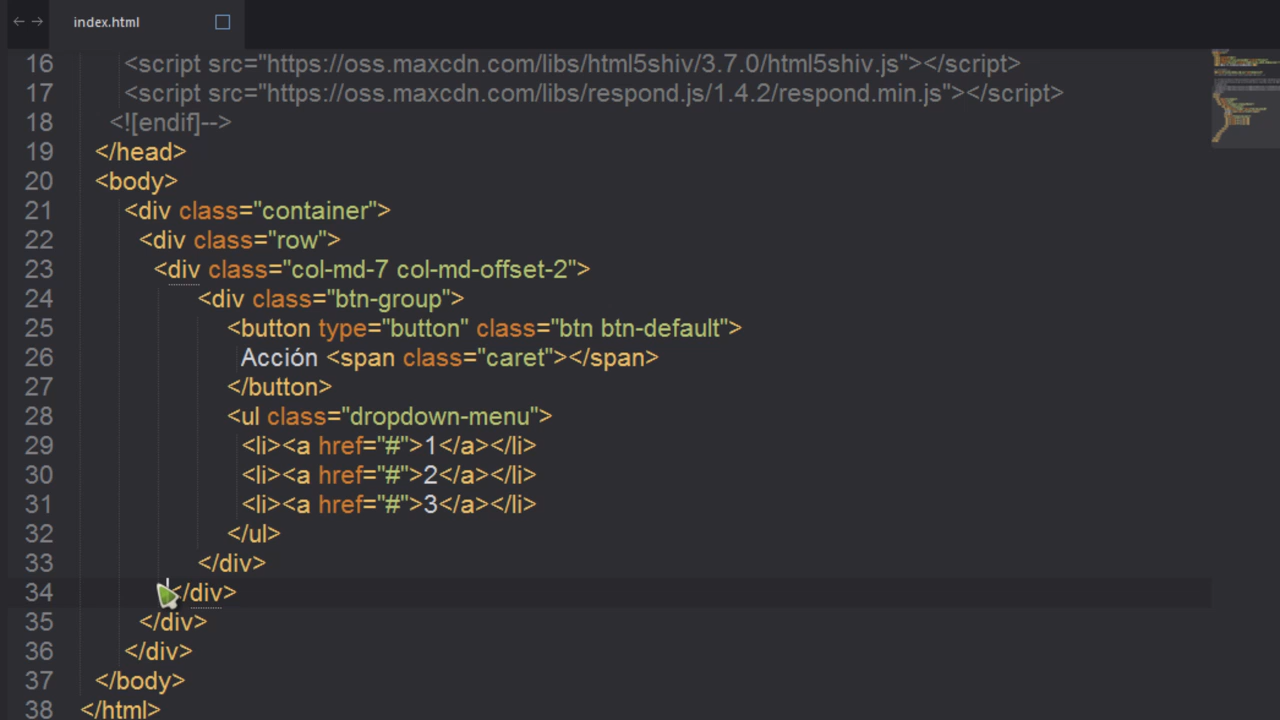 index.html
16 <script src="https://oss.maxcdn.com/libs/html5shiv/3.7.0/html5shiv.js"></script>
17 <script src="https://oss.maxcdn.com/libs/respond.js/1.4.2/respond.min.js"></script>
18 <![endif]-->
19 </head>
20 <body>
21 <div class="container">
22 <div class="row">
23 <div class="col-md-7 col-md-offset-2">
24 <div class="btn-group">
25 <button type="button" class="btn btn-default">
26 Acción <span class="caret"></span>
27 </button>
28 <ul class="dropdown-menu">
29 <li><a href="#">1</a></li>
30 <li><a href="#">2</a></li>
31 <li><a href="#">3</a></li>
32 </ul>
33 </div>
34 </div>
35 </div>
36 </div>
37 </body>
38 </html>